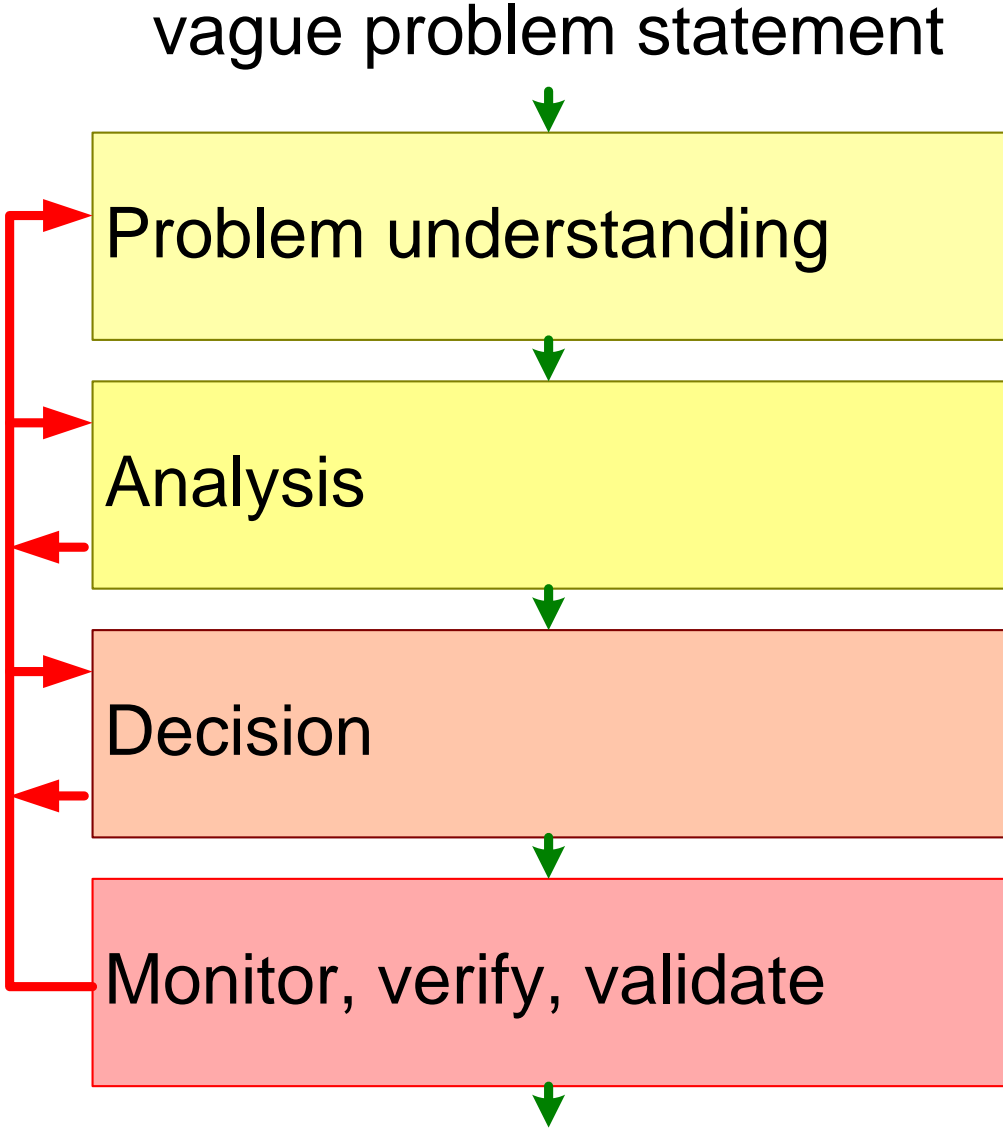 vague problem statement
Problem understanding
Analysis
Decision
Monitor, verify, validate